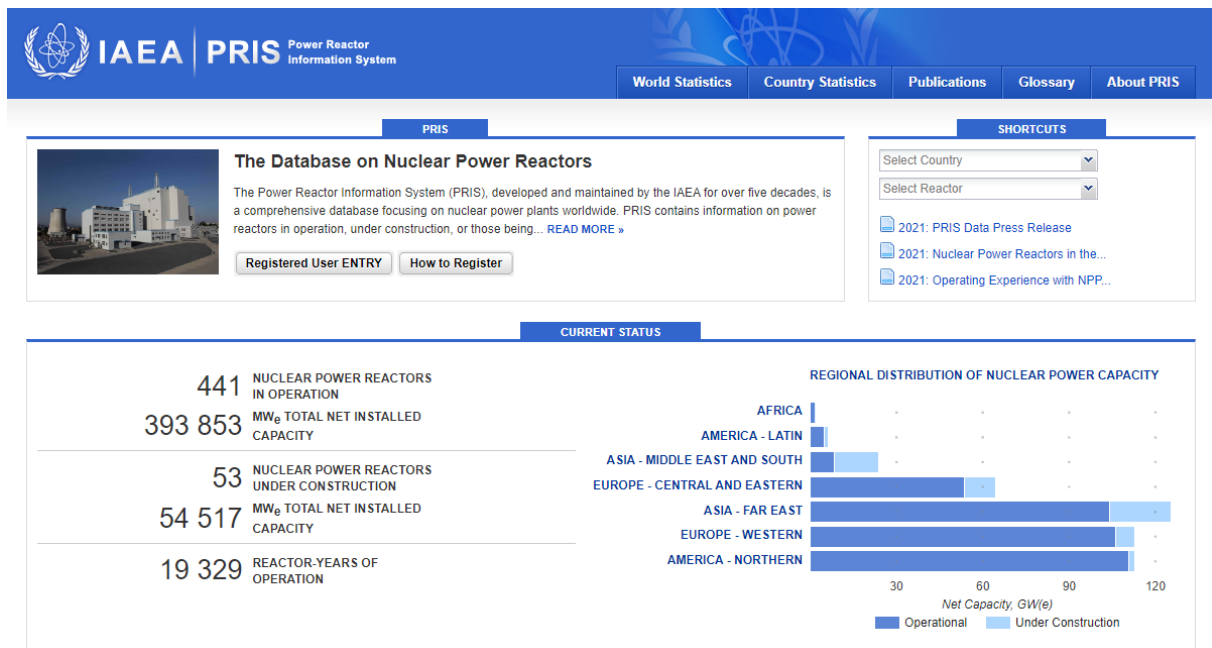 IAEA PRIS Power Reactor
Information System
World Statistics Country Statistics Publications Glossary About PRIS
PRIS
The Database on Nuclear Power Reactors
The Power Reactor Information System (PRIS), developed and maintained by the IAEA for over five decades, is
a comprehensive database focusing on nuclear power plants worldwide. PRIS contains information on power
reactors in operation, under construction, or those being... READ MORE »
Registered User ENTRY How to Register
SHORTCUTS
Select Country
Select Reactor
2021: PRIS Data Press Release
2021: Nuclear Power Reactors in the...
2021: Operating Experience with NPP...
CURRENT STATUS
441 NUCLEAR POWER REACTORS
IN OPERATION
393 853 MWe TOTAL NET INSTALLED
CAPACITY
53 NUCLEAR POWER REACTORS
UNDER CONSTRUCTION
54 517 MWe TOTAL NET INSTALLED
CAPACITY
19 329 REACTOR-YEARS OF
OPERATION
REGIONAL DISTRIBUTION OF NUCLEAR POWER CAPACITY
AFRICA
AMERICA - LATIN
ASIA - MIDDLE EAST AND SOUTH
EUROPE - CENTRAL AND EASTERN
ASIA - FAR EAST
EUROPE - WESTERN
AMERICA - NORTHERN
30 60 90 120
Net Capacity, GW(e)
Operational Under Construction